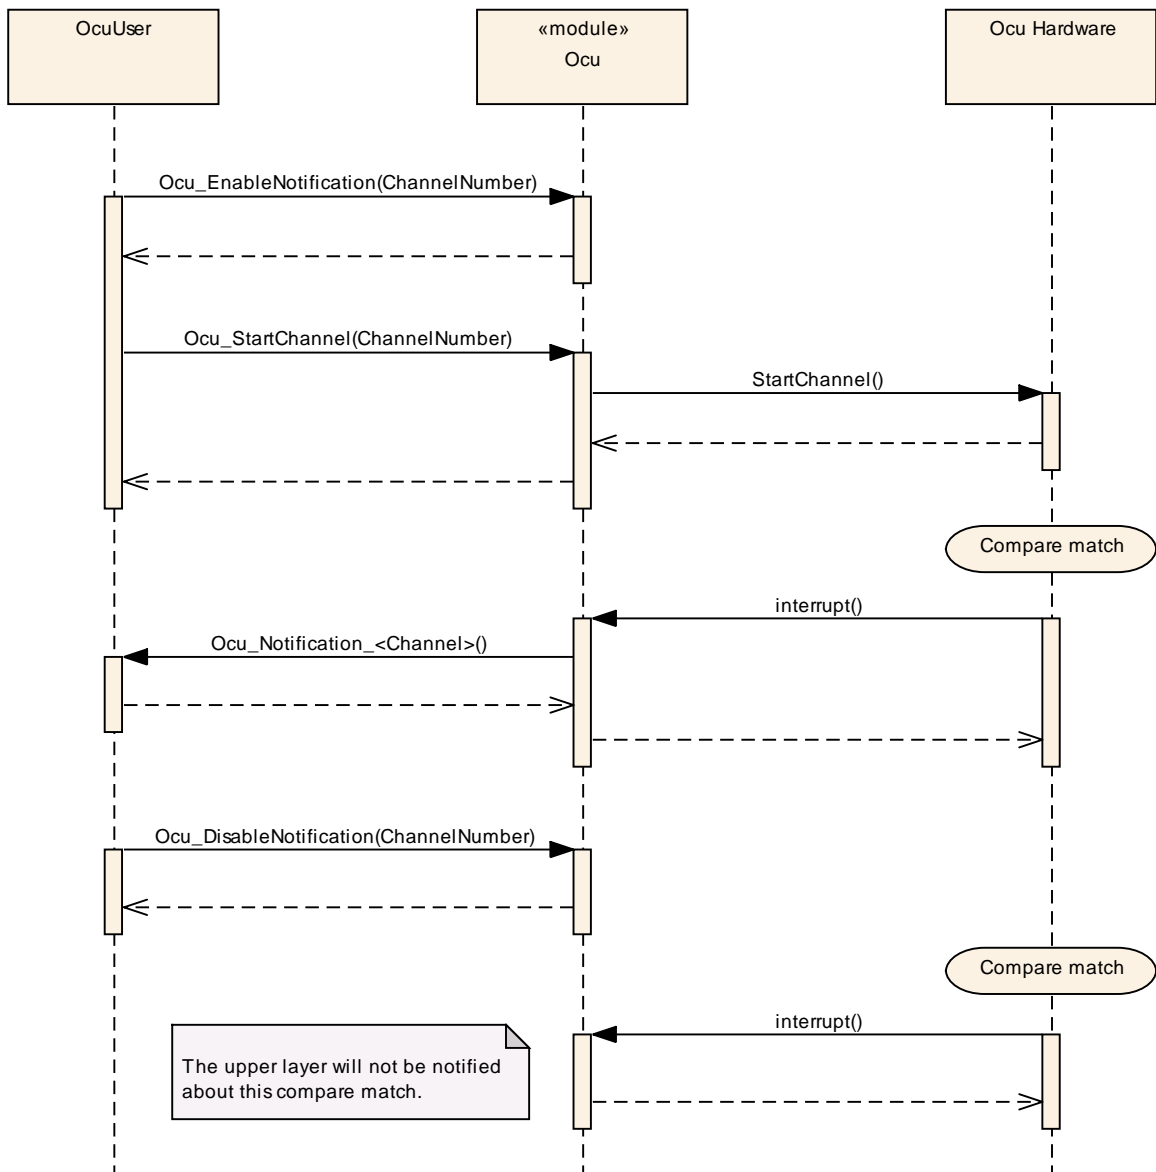 OcuUser
«module»
Ocu
Ocu Hardware
Ocu_EnableNotification(ChannelNumber)
Ocu_StartChannel(ChannelNumber)
StartChannel()
Compare match
interrupt()
Ocu_Notification_<Channel>()
Ocu_DisableNotification(ChannelNumber)
Compare match
interrupt()
The upper layer will not be notified
about this compare match.